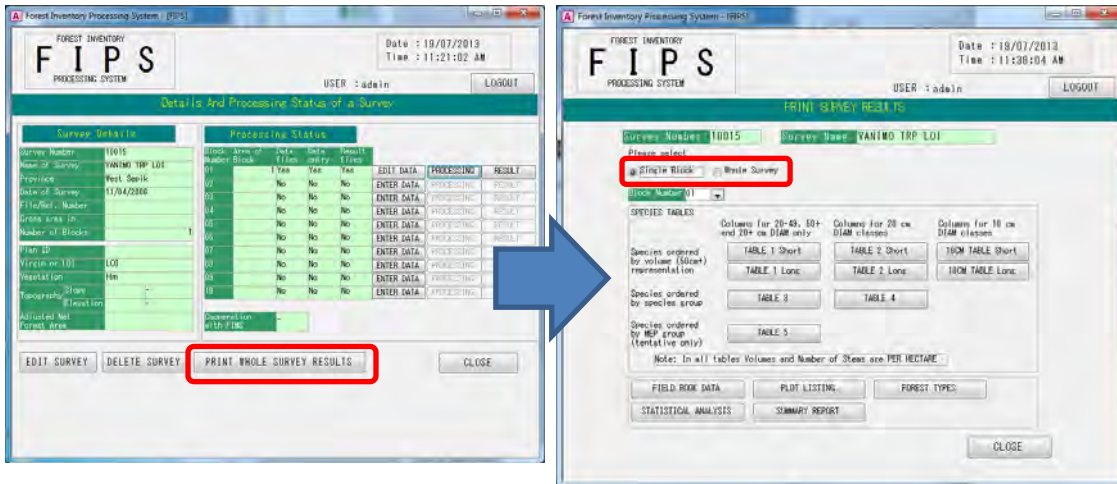 Forest Inventory Processing System - [FIPS]
FOREST INVENTORY
F I P S
PROCESSING SYSTEM
Date : 19/07/2013
Time : 11:21:02 AM
USER : admin
LOGOUT
Details And Processing Status of a Survey
Survey Details
Survey Number 10015
Name of Survey VANIMO TRP LOI
Province West Sepik
Date of Survey 11/04/2006
File/Ref. Number
Gross area in
Number of Blocks 1
Plan ID
Virgin or LOI LOI
Vegetation Hm
Topography Slope -
Elevation -
Adjusted Net
Forest Area
Processing Status
Block Area of Data Data Result
Number Block files entry files
01 1 Yes Yes Yes EDIT DATA PROCESSING RESULT
02 No No No ENTER DATA PROCESSING RESULT
03 No No No ENTER DATA PROCESSING RESULT
04 No No No ENTER DATA PROCESSING RESULT
05 No No No ENTER DATA PROCESSING RESULT
06 No No No ENTER DATA PROCESSING RESULT
07 No No No ENTER DATA PROCESSING
08 No No No ENTER DATA PROCESSING
09 No No No ENTER DATA PROCESSING
10 No No No ENTER DATA PROCESSING
Cooperation -
with FIMS
EDIT SURVEY
DELETE SURVEY
PRINT WHOLE SURVEY RESULTS
CLOSE
Forest Inventory Processing System - [FIPS]
FOREST INVENTORY
F I P S
PROCESSING SYSTEM
Date : 19/07/2013
Time : 11:38:04 AM
USER : admin
LOGOUT
PRINT SURVEY RESULTS
Survey Number 10015 Survey Name VANIMO TRP LOI
Please select
Single Block Whole Survey
Block Number 01
SPECIES TABLES
Columns for 20-49, 50+
and 20+ cm DIAM only
Columns for 20 cm
DIAM classes
Columns for 10 cm
DIAM classes
Species ordered
by volume (50cm+)
representation
TABLE 1 Short
TABLE 2 Short
10CM TABLE Short
TABLE 1 Long
TABLE 2 Long
10CM TABLE Long
Species ordered
by species group
TABLE 3
TABLE 4
Species ordered
by MEP group
(tentative only)
TABLE 5
Note: In all tables Volumes and Number of Stems are PER HECTARE
FIELD BOOK DATA
PLOT LISTING
FOREST TYPES
STATISTICAL ANALYSIS
SUMMARY REPORT
CLOSE